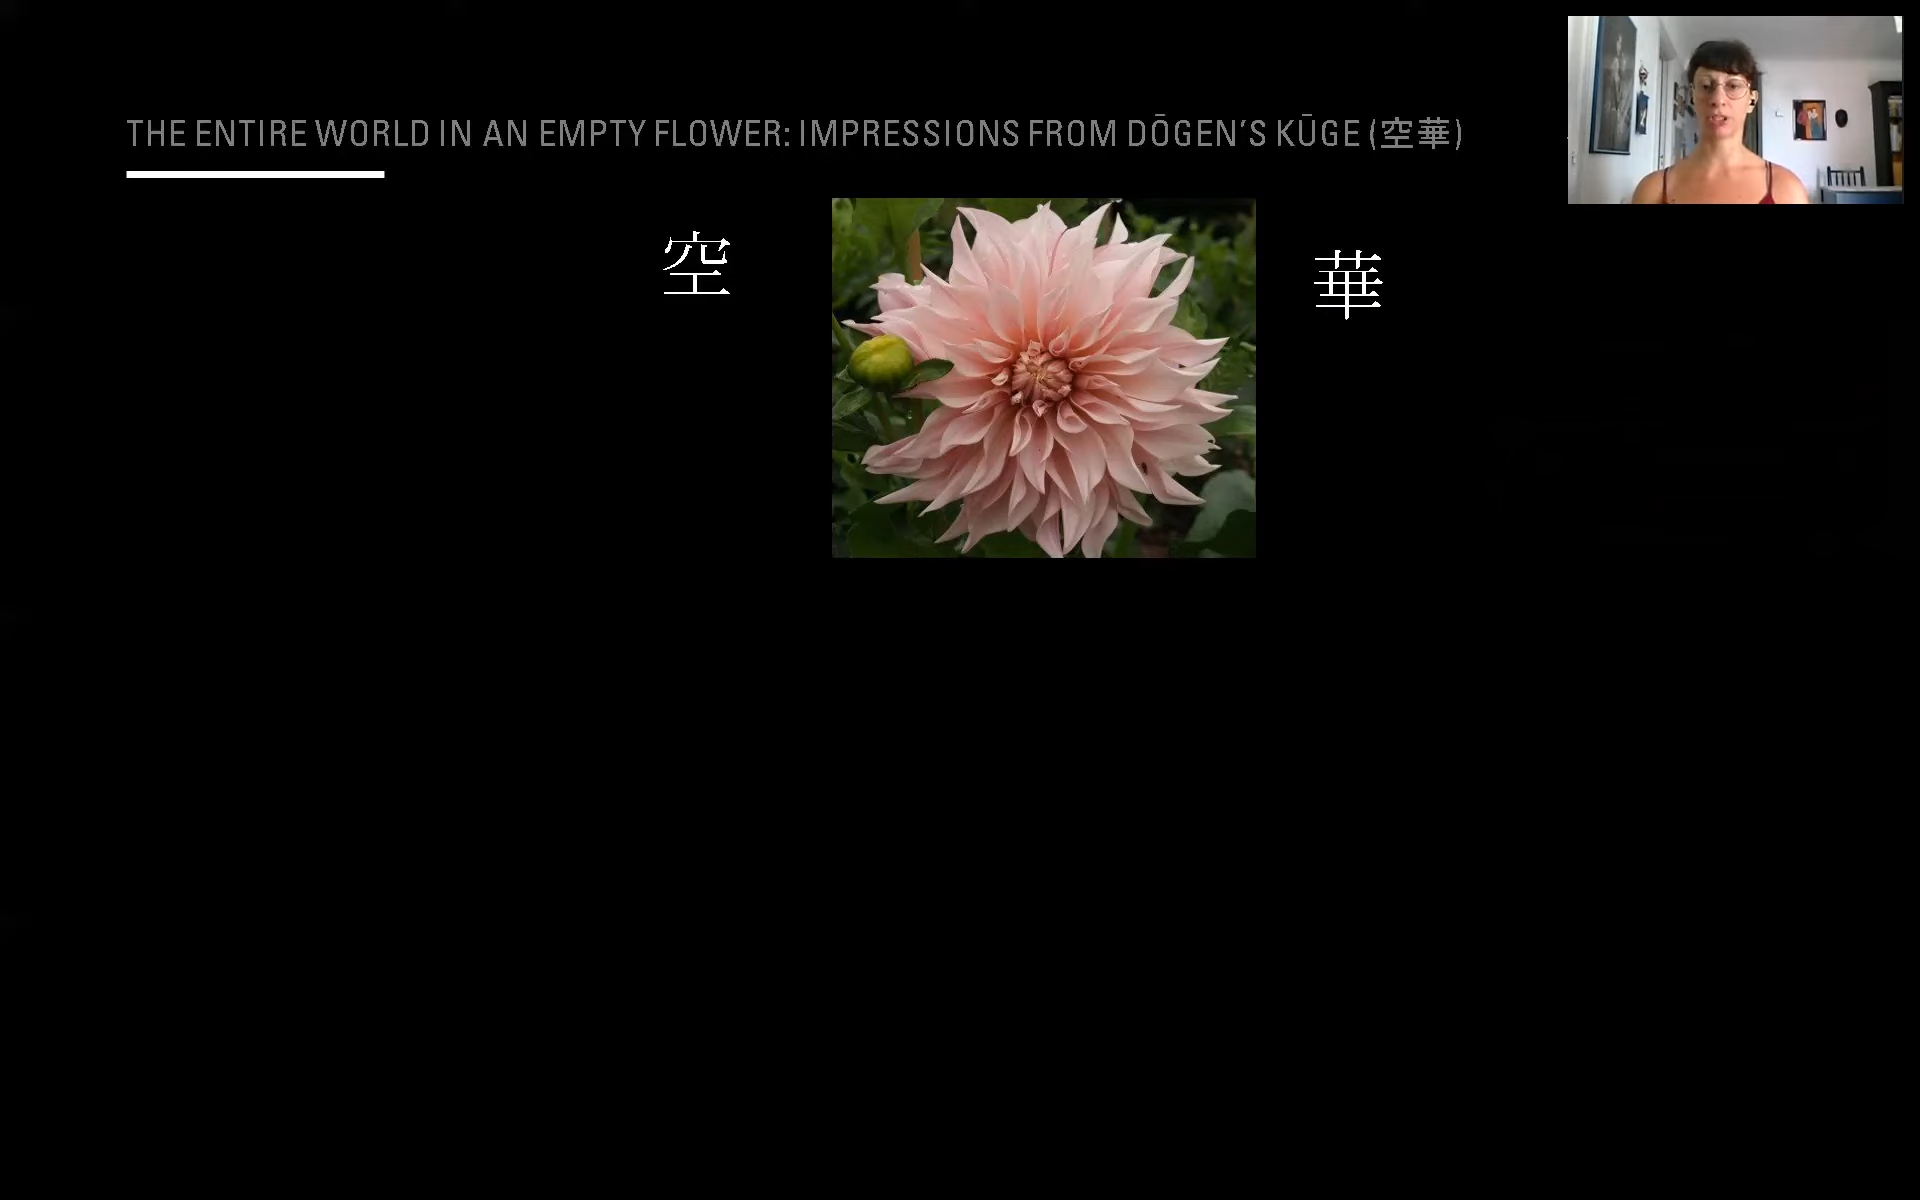 THE ENTIRE WORLD IN AN EMPTY FLOWER: IMPRESSIONS FROM DŌGEN’S KŪGE (空華)
空
華